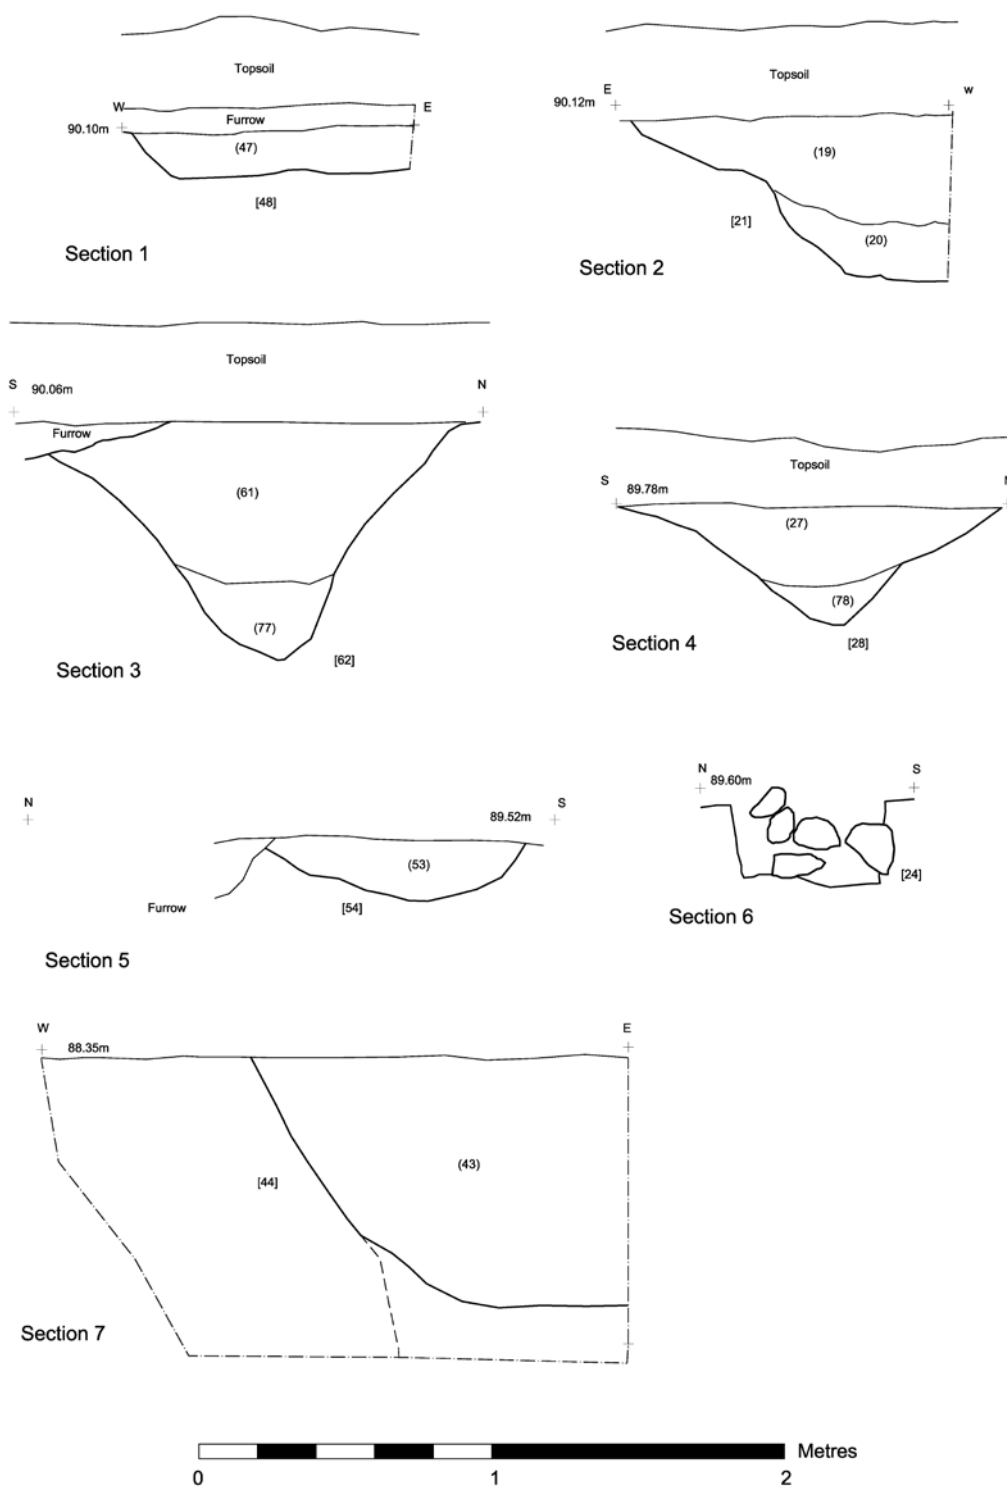 Topsoil
W
E
Furrow
90.10m
(47)
[48]
Section 1
Topsoil
E
w
90.12m
(19)
[21]
(20)
Section 2
Topsoil
S
90.06m
N
Furrow
(61)
(77)
[62]
Section 3
Topsoil
S
89.78m
(27)
(78)
[28]
Section 4
N
S
89.52m
(53)
[54]
Furrow
Section 5
N
S
89.60m
[24]
Section 6
W
E
88.35m
(43)
[44]
Section 7
Metres
0
1
2